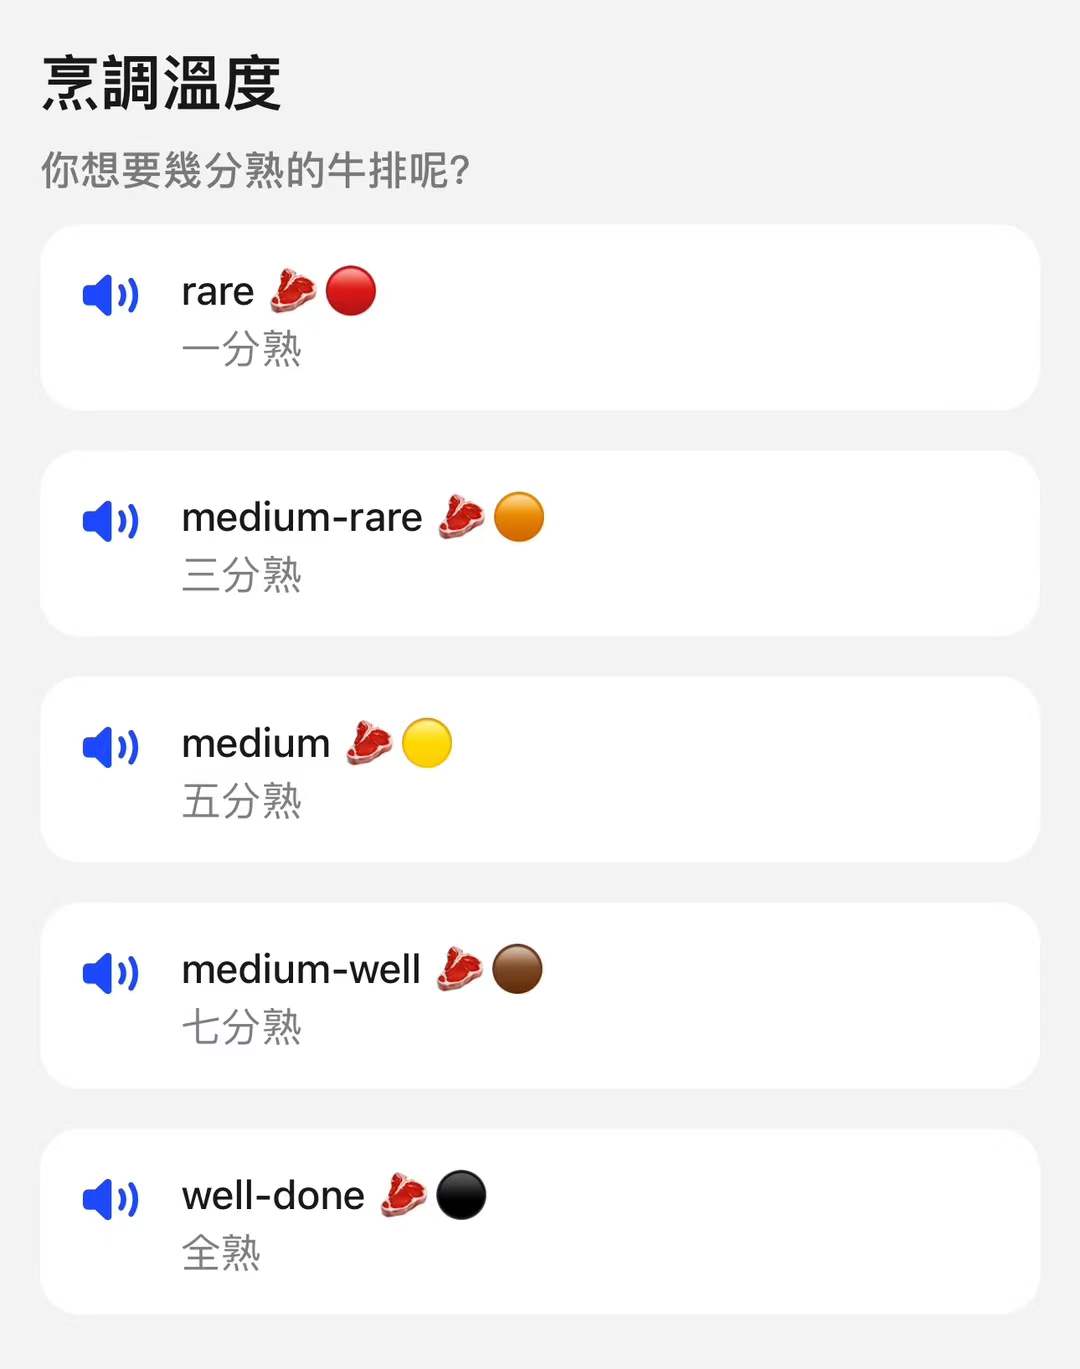 烹調溫度
你想要幾分熟的牛排呢?
rare 🥩🔴
一分熟
medium-rare 🥩🟠
三分熟
medium 🥩🟡
五分熟
medium-well 🥩🟤
七分熟
well-done 🥩⚫
全熟